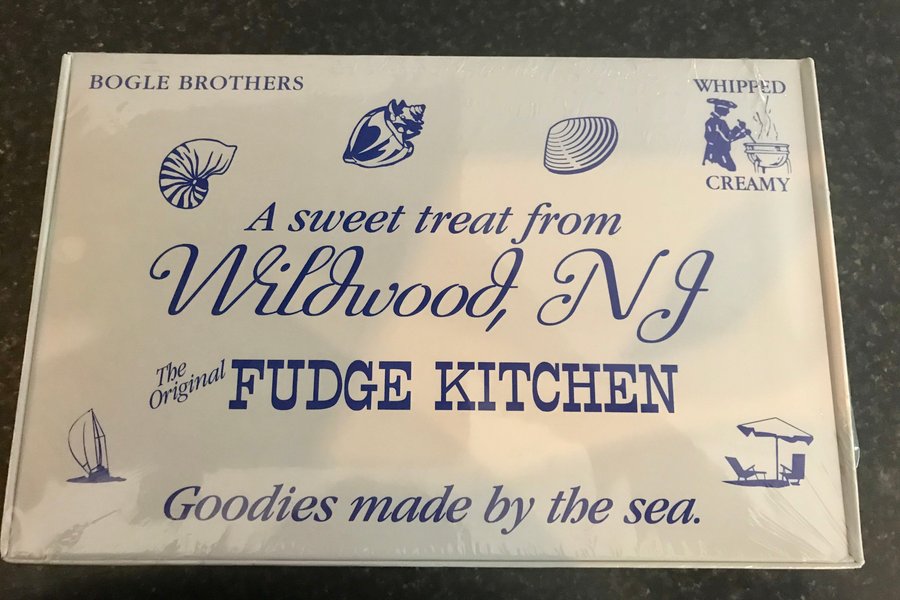 BOGLE BROTHERS
WHIPPED
CREAMY
A sweet treat from
Wildwood, NJ
The Original FUDGE KITCHEN
Goodies made by the sea.